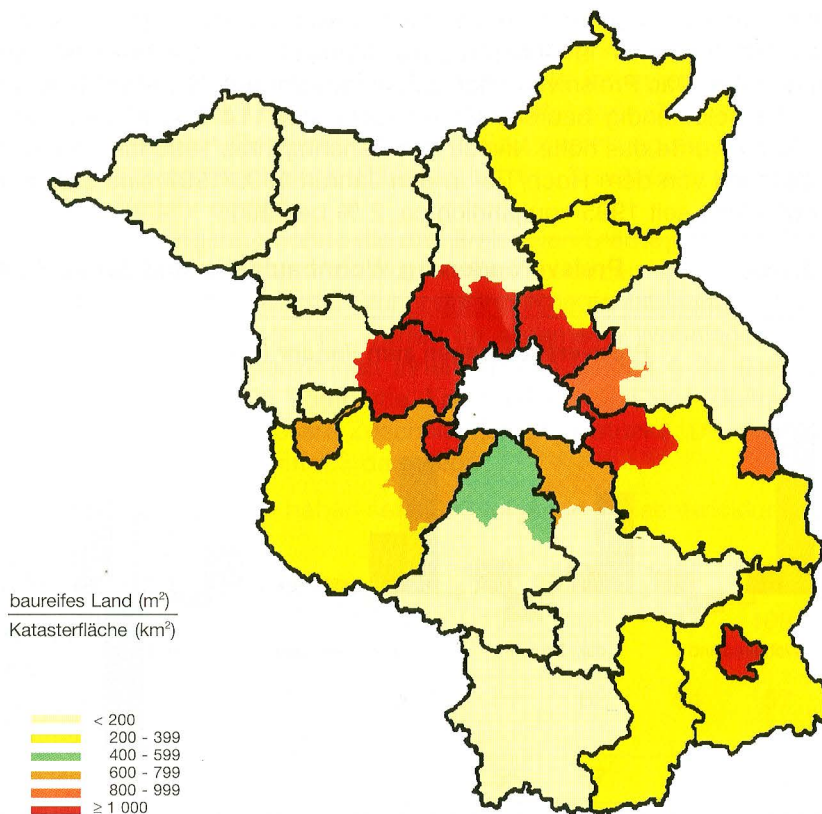 baureifes Land (m²)
Katasterfläche (km²)
< 200
200 - 399
400 - 599
600 - 799
800 - 999
≥ 1 000